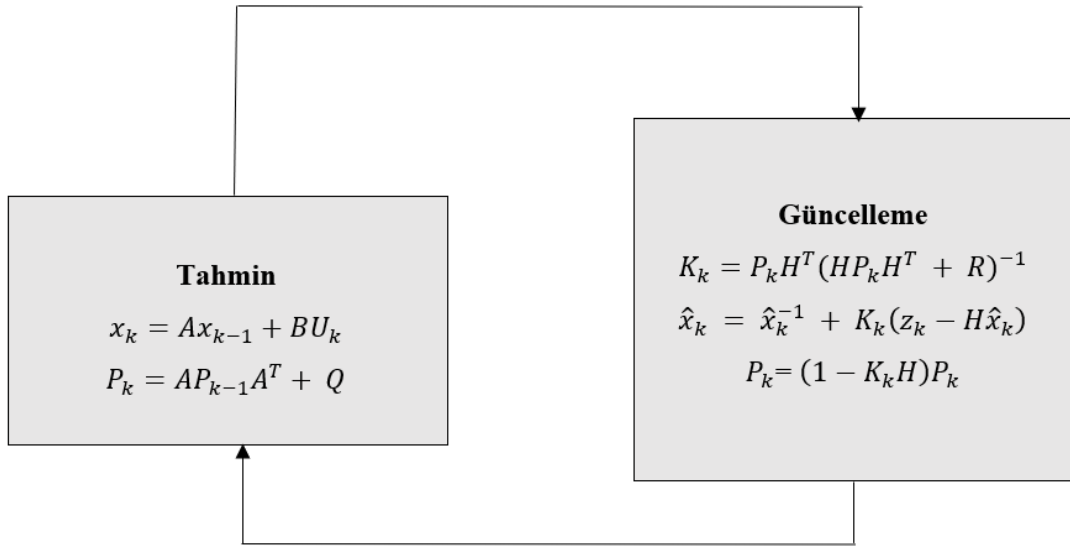 Tahmin
x_k = Ax_{k-1} + BU_k
P_k = AP_{k-1}A^T + Q
Güncelleme
K_k = P_kH^T(HP_kH^T + R)^{-1}
x̂_k = x̂_k^{-1} + K_k(z_k − Hx̂_k)
P_k= (1 − K_kH)P_k